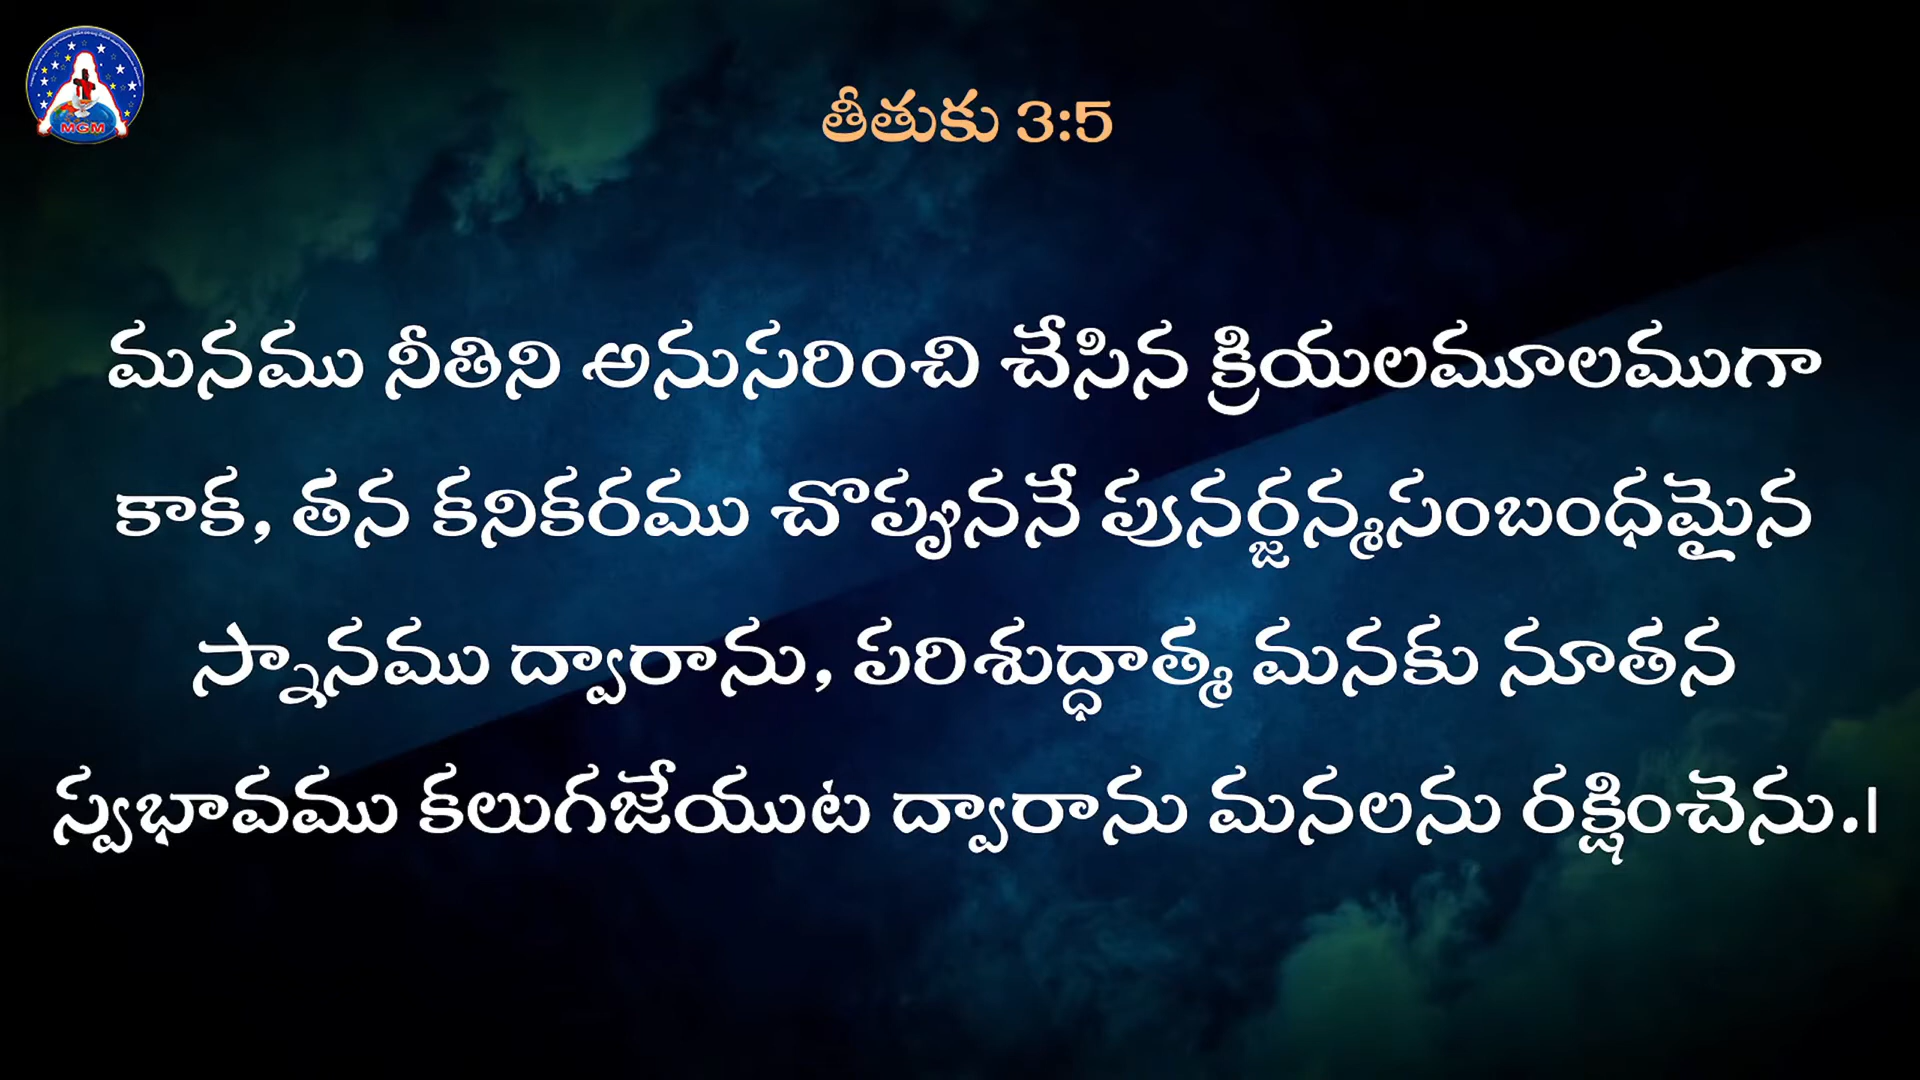 MGM
తీతుకు 3:5
మనము నీతిని అనుసరించి చేసిన క్రియలమూలముగా
కాక, తన కనికరము చొప్పుననే పునర్జన్మసంబంధమైన
స్నానము ద్వారాను, పరిశుద్ధాత్మ మనకు నూతన
స్వభావము కలుగజేయుట ద్వారాను మనలను రక్షించెను.।